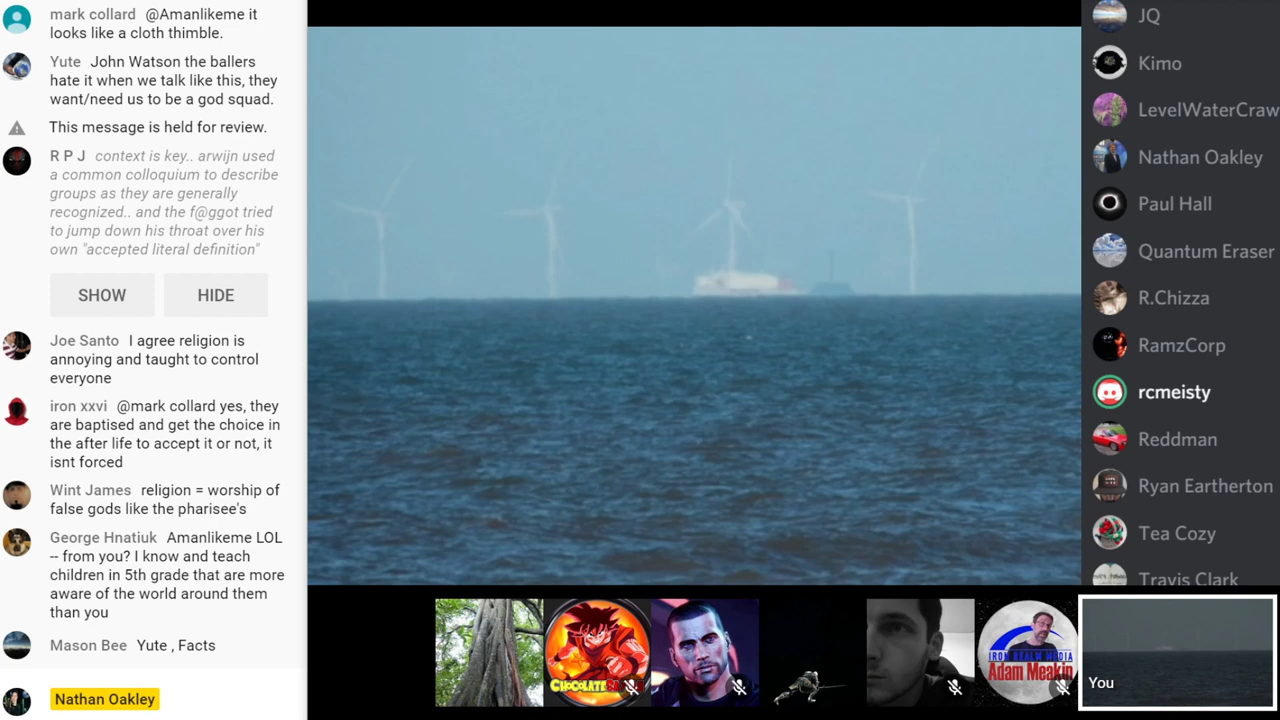 mark collard @Amanlikeme it
looks like a cloth thimble.
Yute John Watson the ballers
hate it when we talk like this, they
want/need us to be a god squad.
This message is held for review.
R P J context is key.. arwijn used
a common colloquium to describe
groups as they are generally
recognized.. and the f@ggot tried
to jump down his throat over his
own "accepted literal definition"
SHOW HIDE
Joe Santo I agree religion is
annoying and taught to control
everyone
iron xxvi @mark collard yes, they
are baptised and get the choice in
the after life to accept it or not, it
isnt forced
Wint James religion = worship of
false gods like the pharisee's
George Hnatiuk Amanlikeme LOL
-- from you? I know and teach
children in 5th grade that are more
aware of the world around them
than you
Mason Bee Yute , Facts
Nathan Oakley
JQ
Kimo
LevelWaterCraw
Nathan Oakley
Paul Hall
Quantum Eraser
R.Chizza
RamzCorp
rcmeisty
Reddman
Ryan Eartherton
Tea Cozy
Travis Clark
IRON REALM MEDIA
Adam Meakin
You